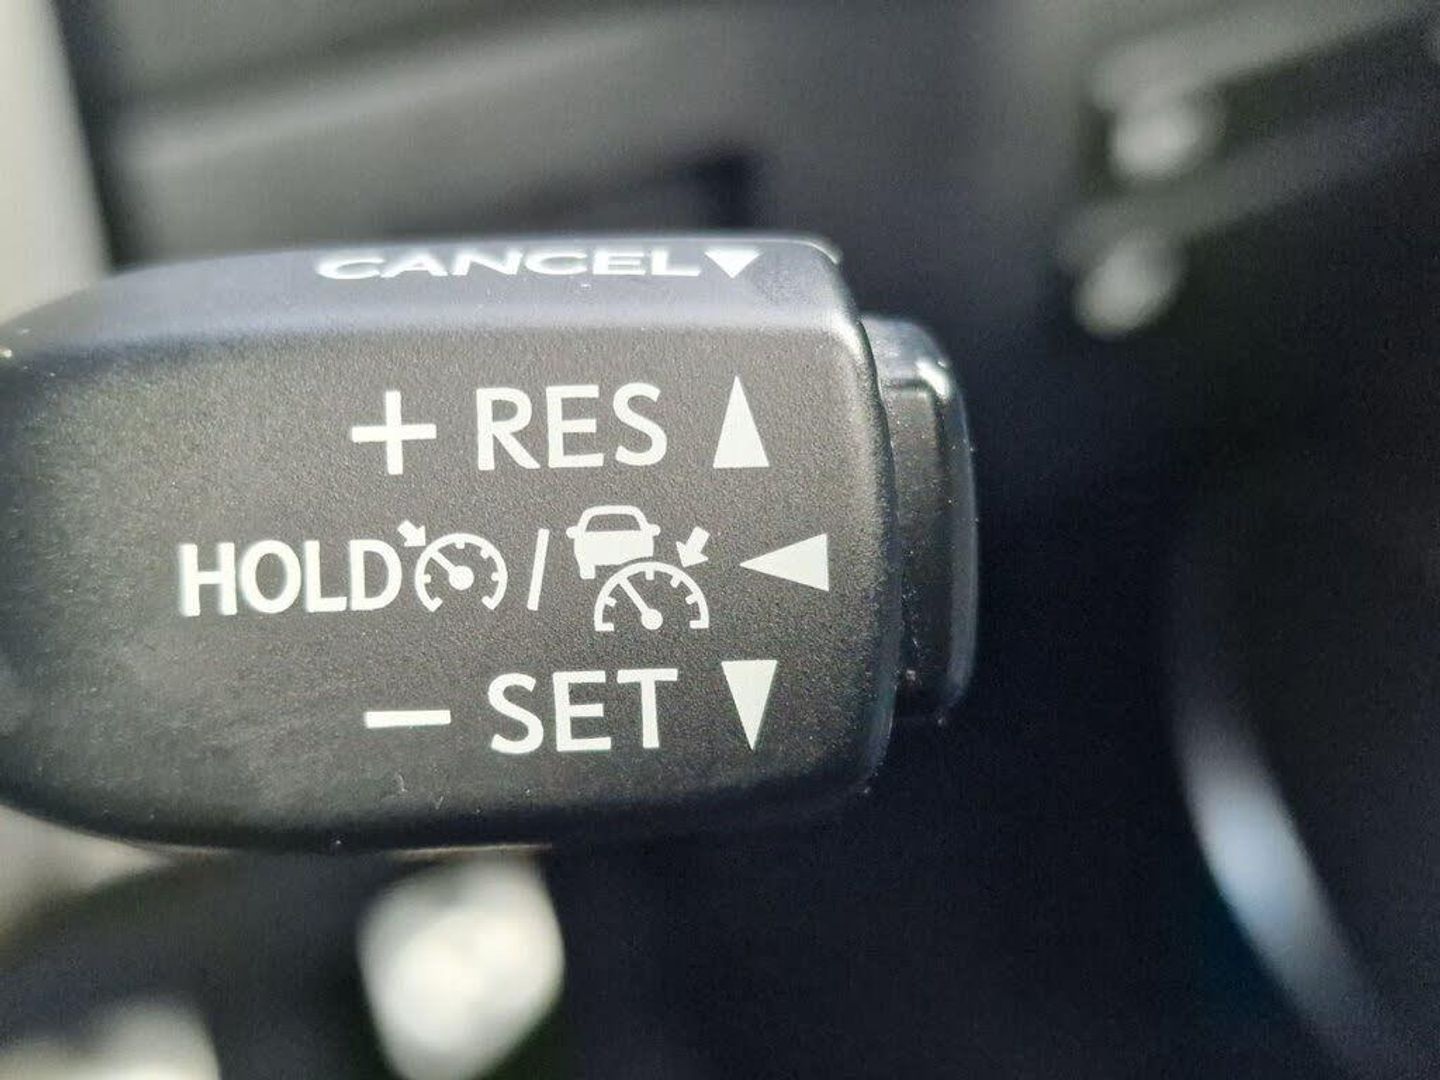 CANCEL▼
+ RES ▲
HOLD / ◀
− SET ▼